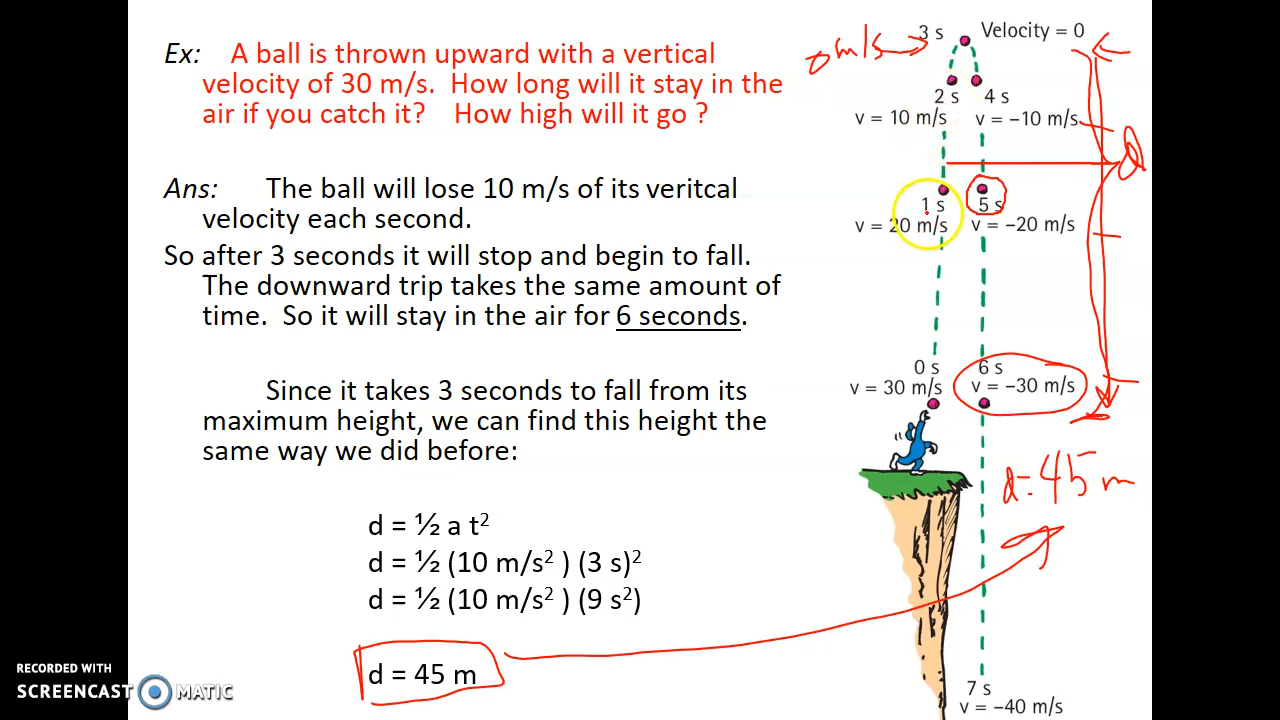 Ex: A ball is thrown upward with a vertical
velocity of 30 m/s. How long will it stay in the
air if you catch it? How high will it go ?
Ans: The ball will lose 10 m/s of its veritcal
velocity each second.
So after 3 seconds it will stop and begin to fall.
The downward trip takes the same amount of
time. So it will stay in the air for 6 seconds.
Since it takes 3 seconds to fall from its
maximum height, we can find this height the
same way we did before:
d = ½ a t²
d = ½ (10 m/s² ) (3 s)²
d = ½ (10 m/s² ) (9 s²)
d = 45 m
0 m/s
3 s Velocity = 0
2 s 4 s
v = 10 m/s v = −10 m/s
d
1 s 5 s
v = 20 m/s v = −20 m/s
0 s 6 s
v = 30 m/s v = −30 m/s
d = 45 m
7 s
v = −40 m/s
RECORDED WITH
SCREENCAST MATIC